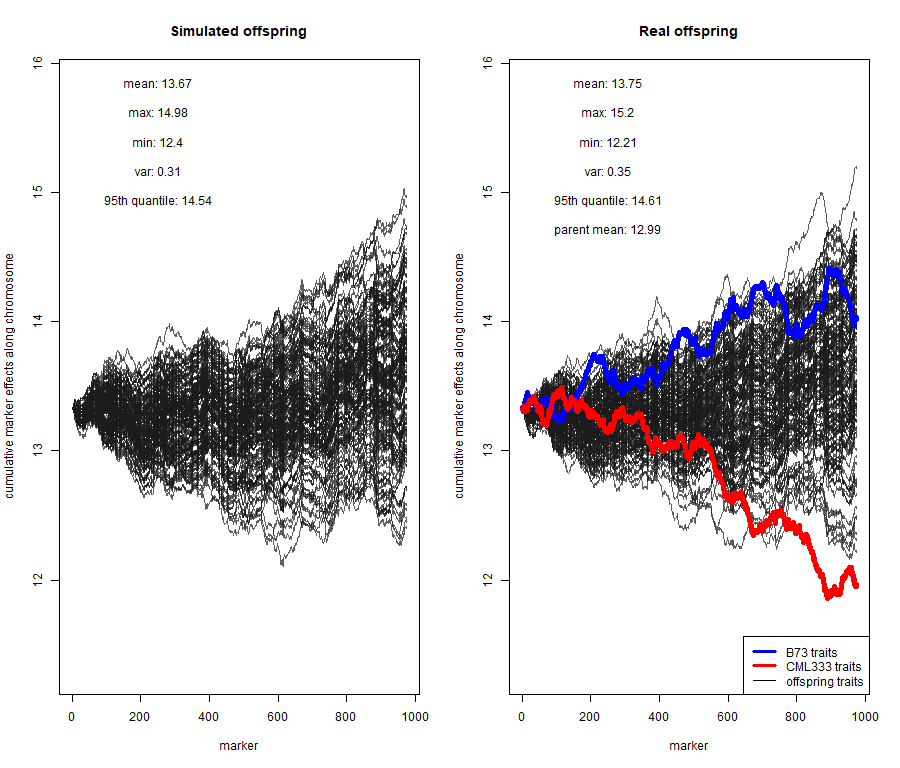 Simulated offspring
mean: 13.67
max: 14.98
min: 12.4
var: 0.31
95th quantile: 14.54
cumulative marker effects along chromosome
16
15
14
13
12
0
200
400
600
800
1000
marker
Real offspring
mean: 13.75
max: 15.2
min: 12.21
var: 0.35
95th quantile: 14.61
parent mean: 12.99
cumulative marker effects along chromosome
16
15
14
13
12
B73 traits
CML333 traits
offspring traits
0
200
400
600
800
1000
marker